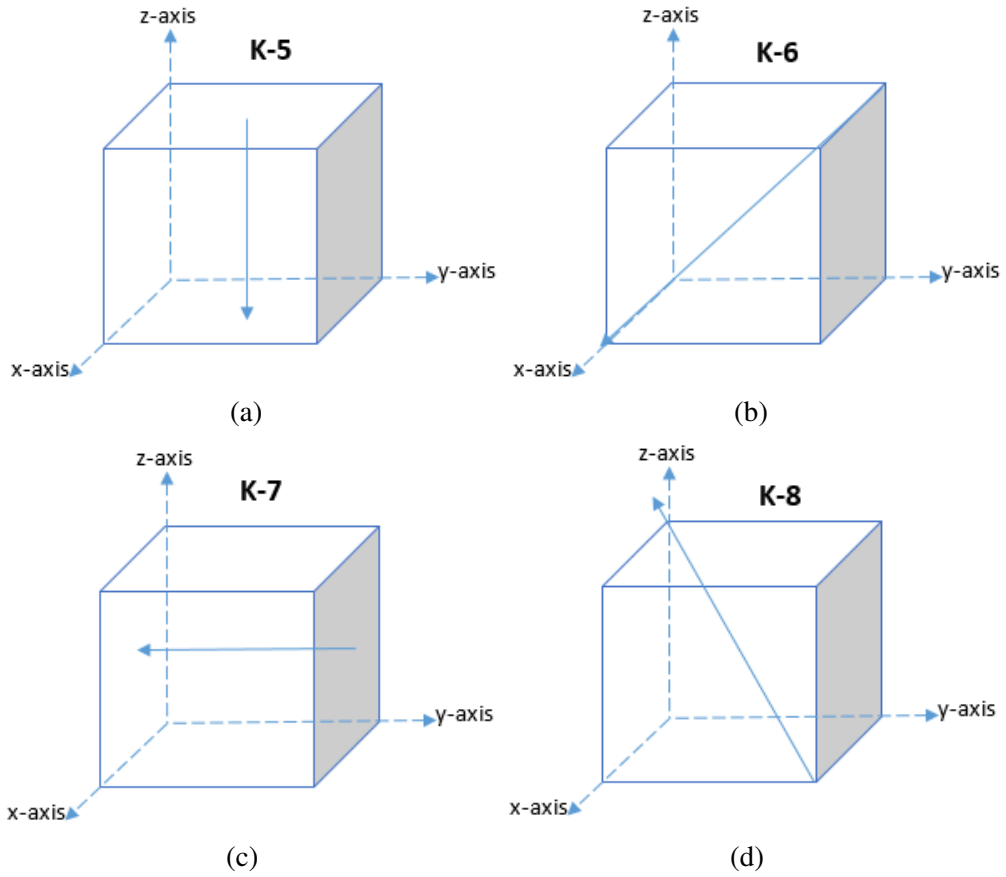 z-axis
K-5
y-axis
x-axis
(a)
z-axis
K-6
y-axis
x-axis
(b)
z-axis
K-7
y-axis
x-axis
(c)
z-axis
K-8
y-axis
x-axis
(d)